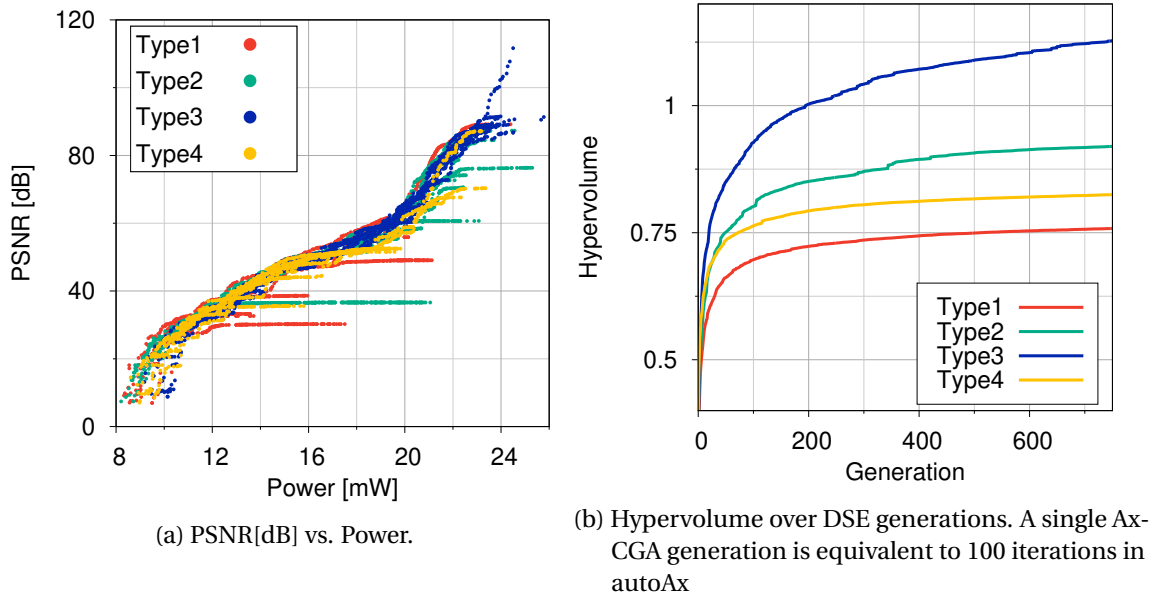 120
80
40
0
PSNR [dB]
Type1
Type2
Type3
Type4
8 12 16 20 24
Power [mW]
(a) PSNR[dB] vs. Power.
1
0.75
0.5
Hypervolume
Type1
Type2
Type3
Type4
0 200 400 600
Generation
(b) Hypervolume over DSE generations. A single Ax-
CGA generation is equivalent to 100 iterations in
autoAx